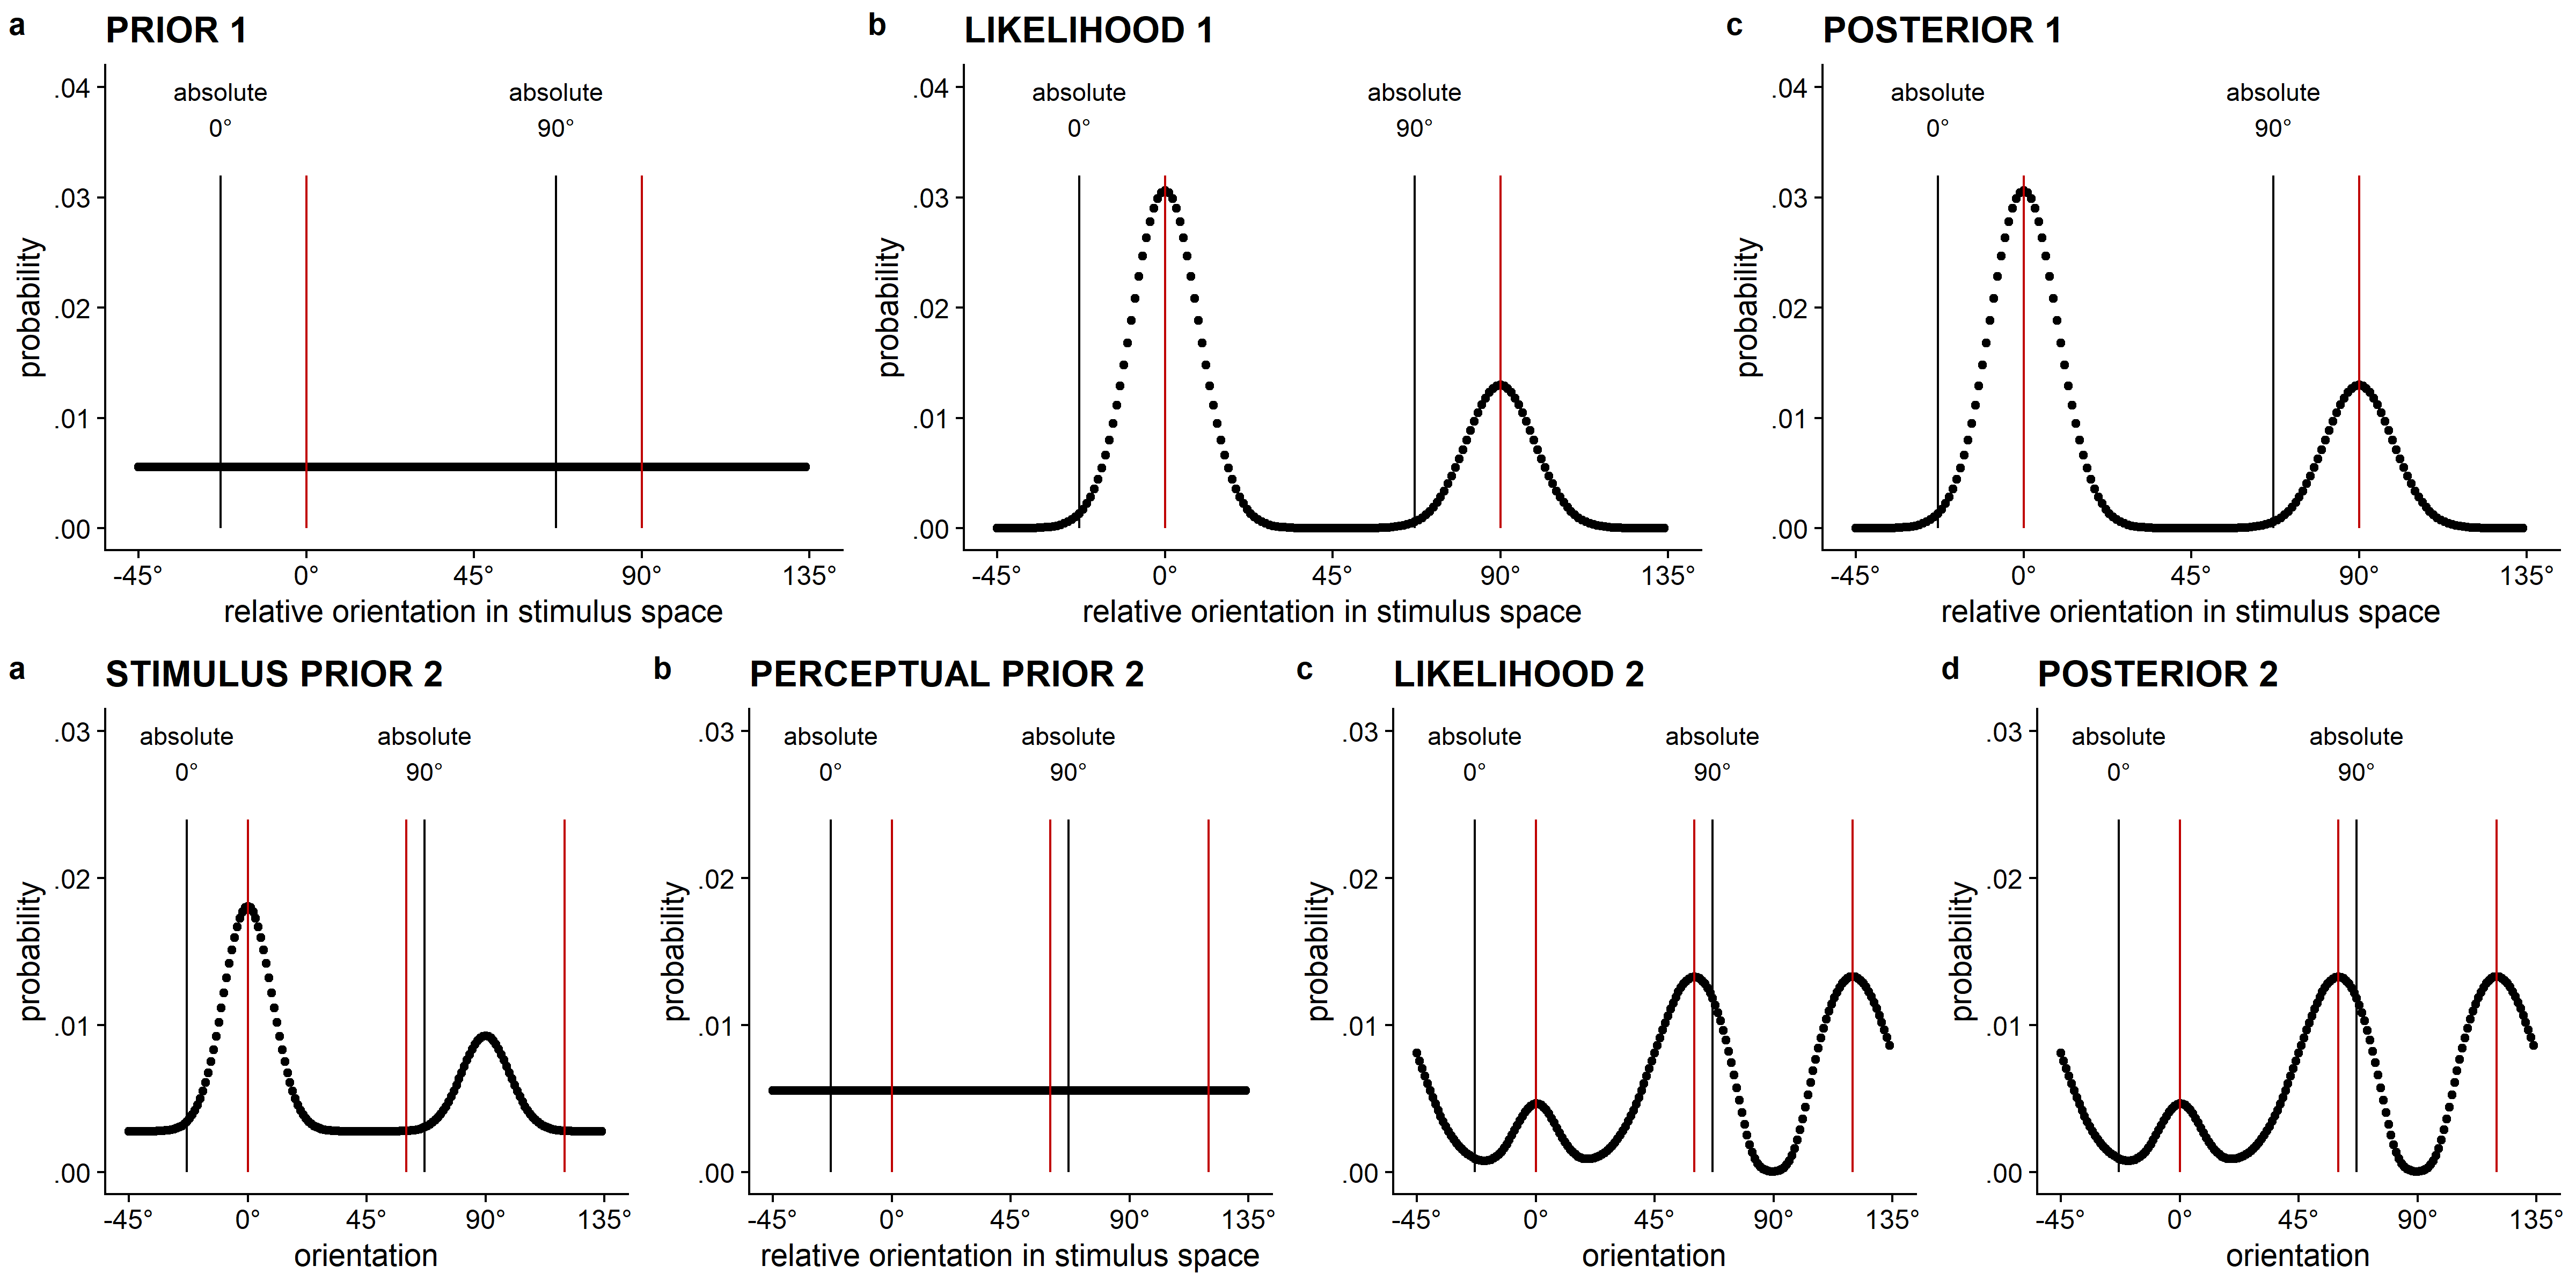 a PRIOR 1
absolute
0°
absolute
90°
.04
.03
.02
.01
.00
probability
-45° 0° 45° 90° 135°
relative orientation in stimulus space
b LIKELIHOOD 1
absolute
0°
absolute
90°
.04
.03
.02
.01
.00
probability
-45° 0° 45° 90° 135°
relative orientation in stimulus space
c POSTERIOR 1
absolute
0°
absolute
90°
.04
.03
.02
.01
.00
probability
-45° 0° 45° 90° 135°
relative orientation in stimulus space
a STIMULUS PRIOR 2
absolute
0°
absolute
90°
.03
.02
.01
.00
probability
-45° 0° 45° 90° 135°
orientation
b PERCEPTUAL PRIOR 2
absolute
0°
absolute
90°
.03
.02
.01
.00
probability
-45° 0° 45° 90° 135°
relative orientation in stimulus space
c LIKELIHOOD 2
absolute
0°
absolute
90°
.03
.02
.01
.00
probability
-45° 0° 45° 90° 135°
orientation
d POSTERIOR 2
absolute
0°
absolute
90°
.03
.02
.01
.00
probability
-45° 0° 45° 90° 135°
orientation